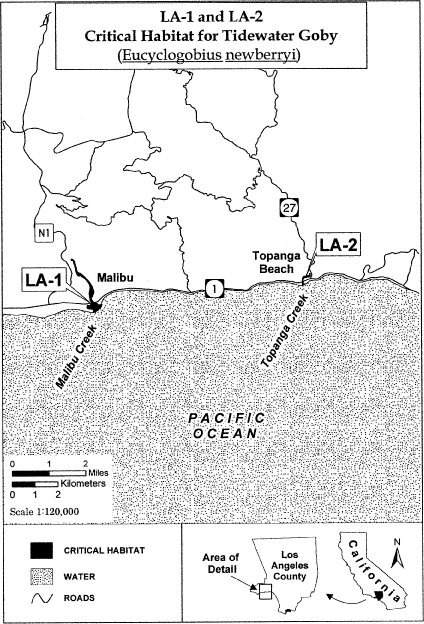 LA-1 and LA-2
Critical Habitat for Tidewater Goby
(Eucyclogobius newberryi)
27
N1
LA-2
Topanga
Beach
LA-1
Malibu
1
Malibu Creek
Topanga Creek
PACIFIC
OCEAN
0 1 2
Miles
Kilometers
0 1 2
Scale 1:120,000
CRITICAL HABITAT
WATER
ROADS
Area of
Detail
Los
Angeles
County
California
N